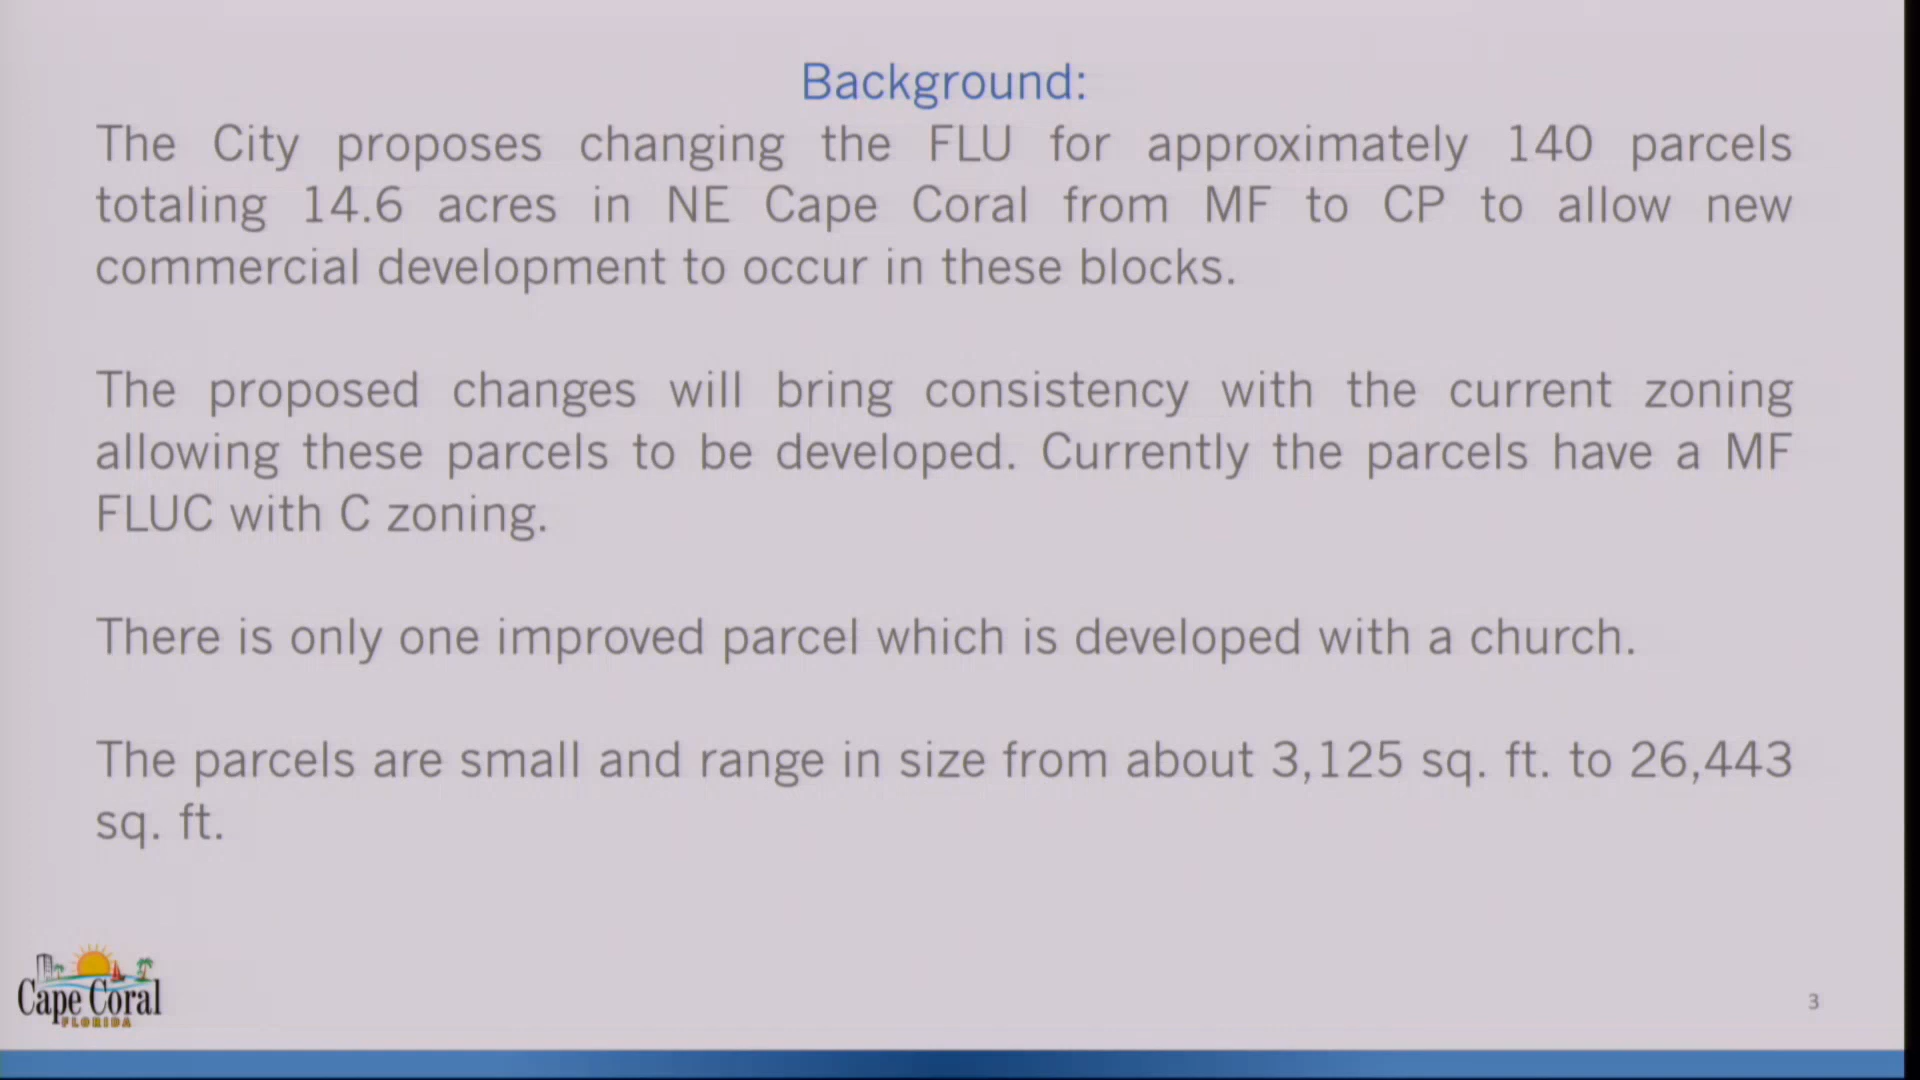 Background:
The City proposes changing the FLU for approximately 140 parcels
totaling 14.6 acres in NE Cape Coral from MF to CP to allow new
commercial development to occur in these blocks.
The proposed changes will bring consistency with the current zoning
allowing these parcels to be developed. Currently the parcels have a MF
FLUC with C zoning.
There is only one improved parcel which is developed with a church.
The parcels are small and range in size from about 3,125 sq. ft. to 26,443
sq. ft.
Cape Coral
FLORIDA
3